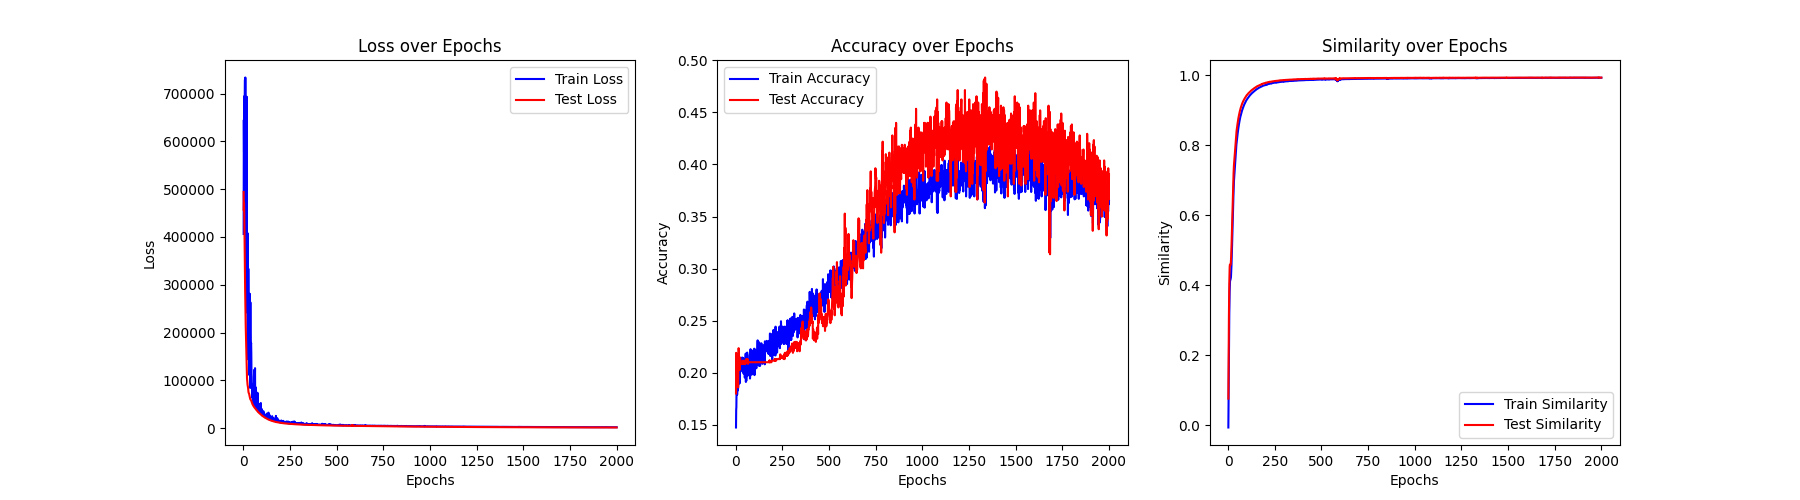 Loss over Epochs
Train Loss
Test Loss
Loss
700000
600000
500000
400000
300000
200000
100000
0
0 250 500 750 1000 1250 1500 1750 2000
Epochs
Accuracy over Epochs
Train Accuracy
Test Accuracy
Accuracy
0.50
0.45
0.40
0.35
0.30
0.25
0.20
0.15
0 250 500 750 1000 1250 1500 1750 2000
Epochs
Similarity over Epochs
Similarity
1.0
0.8
0.6
0.4
0.2
0.0
Train Similarity
Test Similarity
0 250 500 750 1000 1250 1500 1750 2000
Epochs